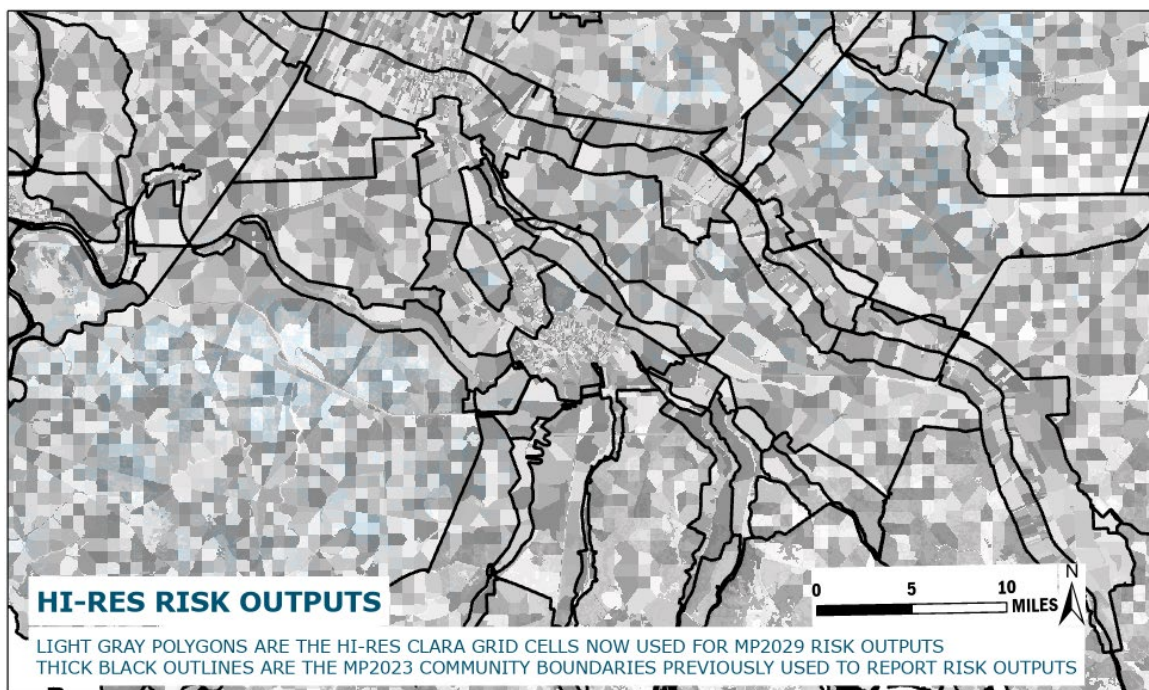 HI-RES RISK OUTPUTS
LIGHT GRAY POLYGONS ARE THE HI-RES CLARA GRID CELLS NOW USED FOR MP2029 RISK OUTPUTS
THICK BLACK OUTLINES ARE THE MP2023 COMMUNITY BOUNDARIES PREVIOUSLY USED TO REPORT RISK OUTPUTS
0 5 10 MILES
N